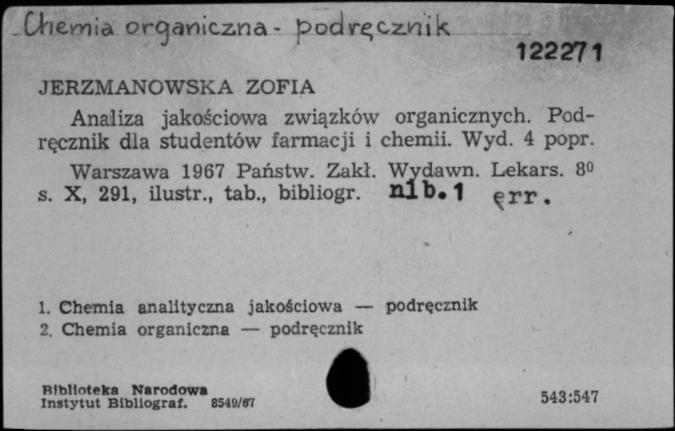 Chemia organiczna - podręcznik
122271
JERZMANOWSKA ZOFIA
Analiza jakościowa związków organicznych. Pod-
ręcznik dla studentów farmacji i chemii. Wyd. 4 popr.
Warszawa 1967 Państw. Zakł. Wydawn. Lekars. 8⁰
s. X, 291, ilustr., tab., bibliogr. nlb. 1 err.
1. Chemia analityczna jakościowa — podręcznik
2. Chemia organiczna — podręcznik
Biblioteka Narodowa
Instytut Bibliograf. 8549/67
543:547